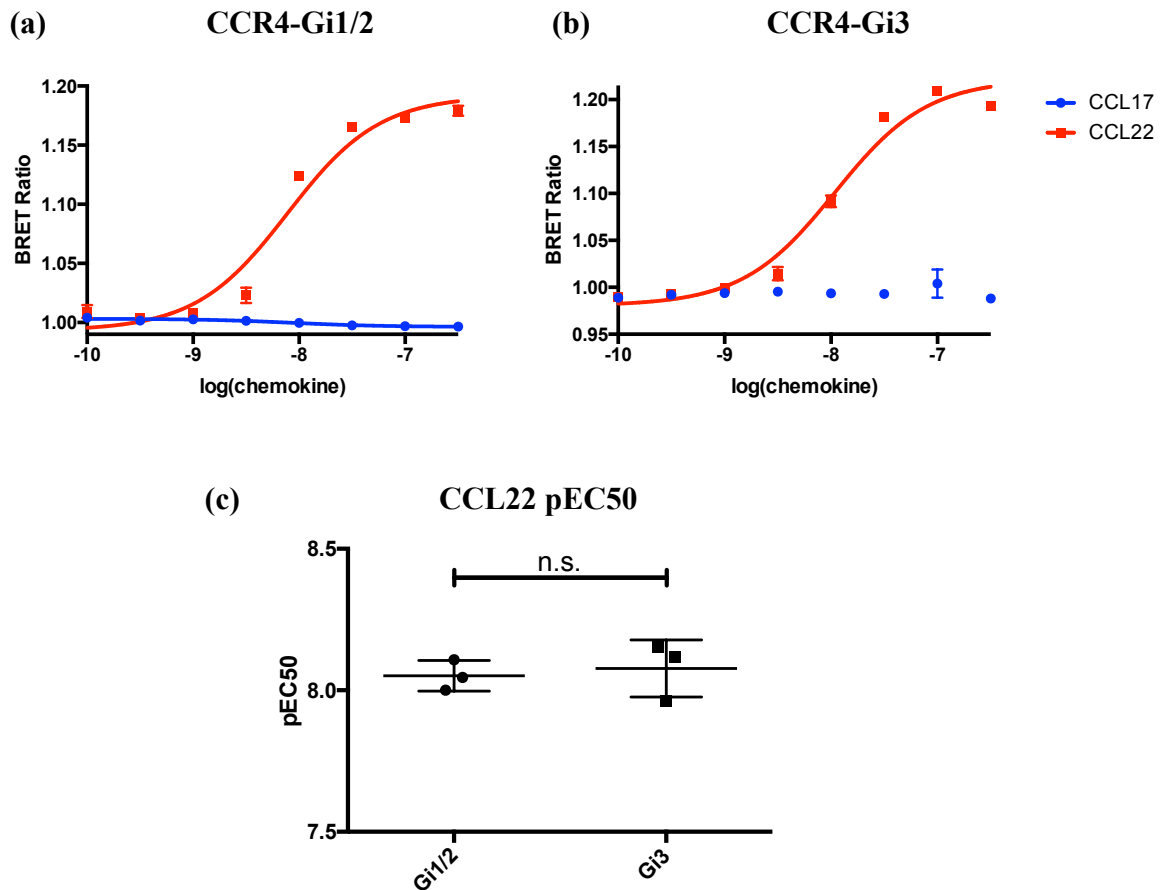 (a) CCR4-Gi1/2
1.20
1.15
1.10
1.05
1.00
BRET Ratio
-10 -9 -8 -7
log(chemokine)
(b) CCR4-Gi3
1.20
1.15
1.10
1.05
1.00
0.95
BRET Ratio
-10 -9 -8 -7
log(chemokine)
CCL17
CCL22
(c) CCL22 pEC50
8.5
8.0
7.5
pEC50
n.s.
Gi1/2 Gi3